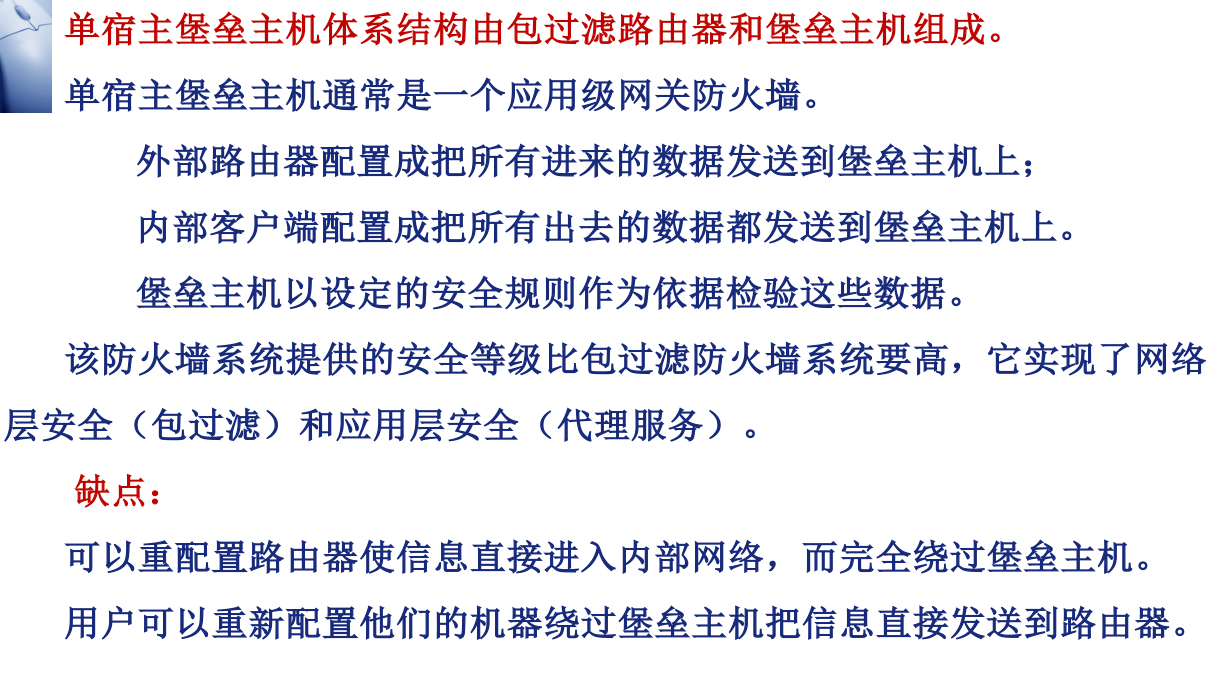 单宿主堡垒主机体系结构由包过滤路由器和堡垒主机组成。
单宿主堡垒主机通常是一个应用级网关防火墙。
外部路由器配置成把所有进来的数据发送到堡垒主机上；
内部客户端配置成把所有出去的数据都发送到堡垒主机上。
堡垒主机以设定的安全规则作为依据检验这些数据。
该防火墙系统提供的安全等级比包过滤防火墙系统要高，它实现了网络
层安全（包过滤）和应用层安全（代理服务）。
缺点：
可以重配置路由器使信息直接进入内部网络，而完全绕过堡垒主机。
用户可以重新配置他们的机器绕过堡垒主机把信息直接发送到路由器。